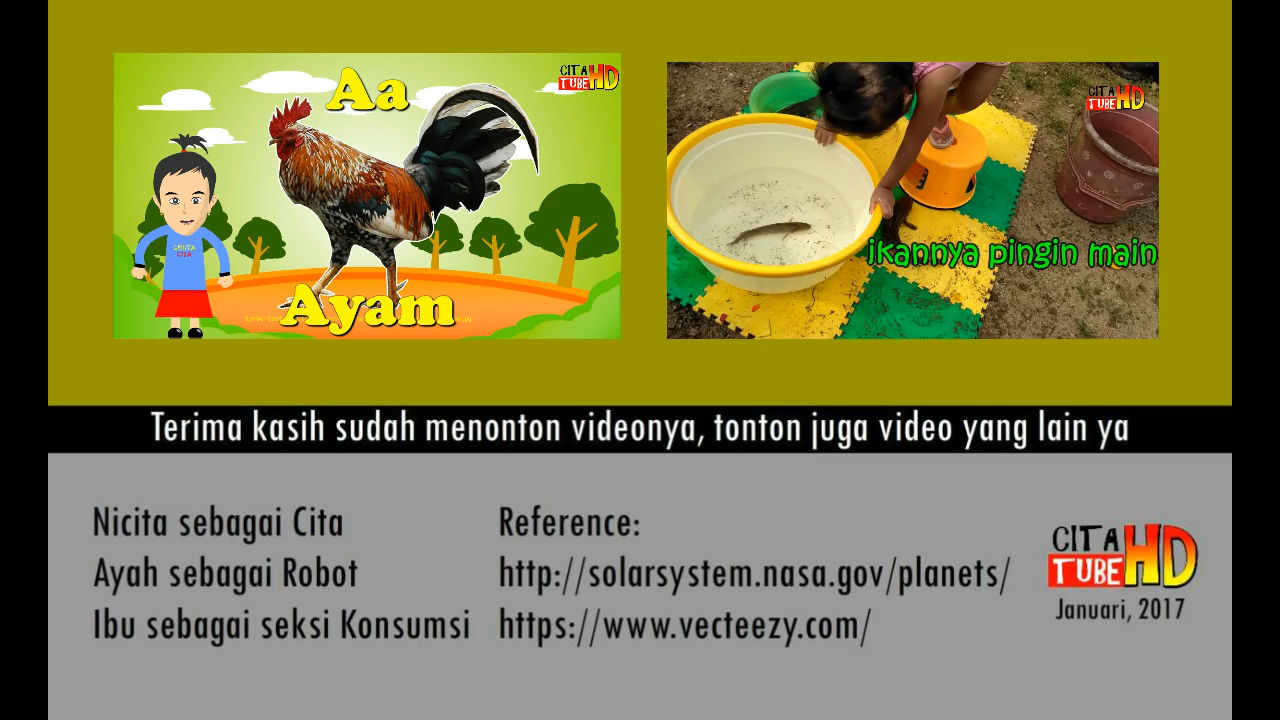 Aa
CITA
TUBE HD
CERITA
CITA
Ayam
CITA
TUBE HD
ikannya pingin main
Terima kasih sudah menonton videonya, tonton juga video yang lain ya
Nicita sebagai Cita
Ayah sebagai Robot
Ibu sebagai seksi Konsumsi
Reference:
http://solarsystem.nasa.gov/planets/
https://www.vecteezy.com/
CITA
TUBE HD
Januari, 2017